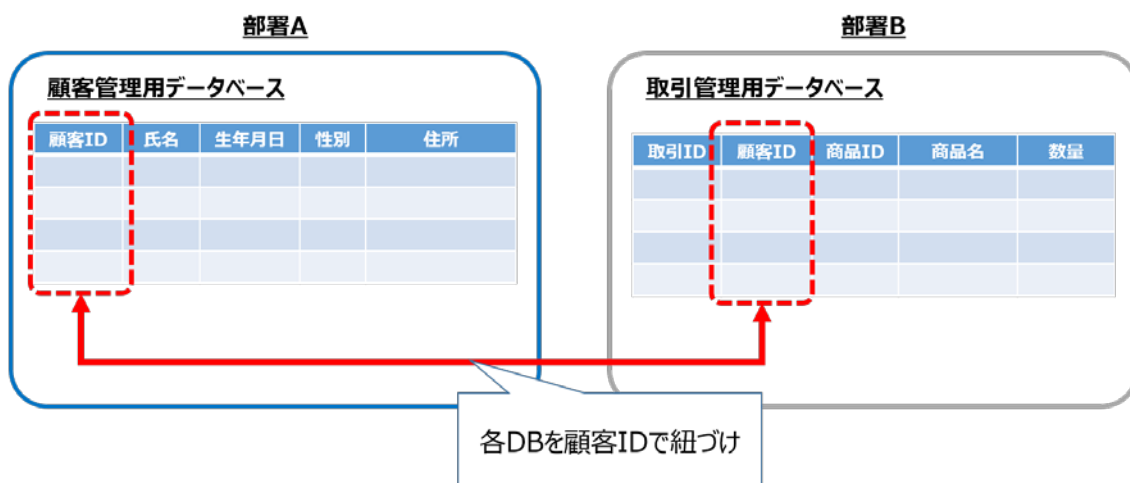 部署A
顧客管理用データベース
顧客ID 氏名 生年月日 性別 住所
部署B
取引管理用データベース
取引ID 顧客ID 商品ID 商品名 数量
各DBを顧客IDで紐づけ